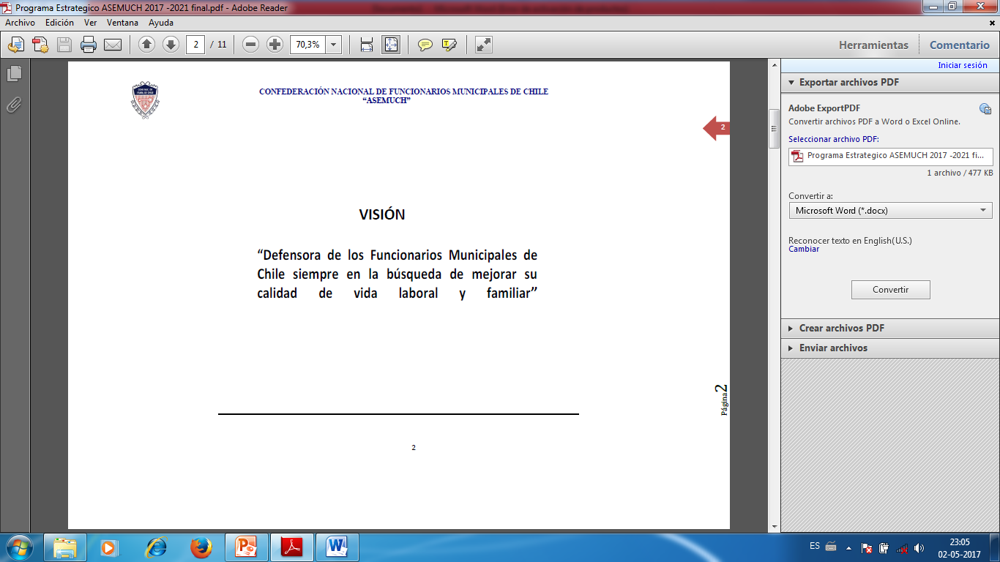 Programa Estrategico ASEMUCH 2017 -2021 final.pdf - Adobe Reader
Archivo Edición Ver Ventana Ayuda
2 / 11 70,3% Herramientas Comentario
Iniciar sesión
CONFEDERACIÓN NACIONAL DE FUNCIONARIOS MUNICIPALES DE CHILE
“ASEMUCH”
2
VISIÓN
“Defensora de los Funcionarios Municipales de
Chile siempre en la búsqueda de mejorar su
calidad de vida laboral y familiar”
Página 2
2
Exportar archivos PDF
Adobe ExportPDF
Convertir archivos PDF a Word o Excel Online.
Seleccionar archivo PDF:
Programa Estrategico ASEMUCH 2017 -2021 fi...
1 archivo / 477 KB
Convertir a:
Microsoft Word (*.docx)
Reconocer texto en English(U.S.)
Cambiar
Convertir
Crear archivos PDF
Enviar archivos
ES
23:05
02-05-2017